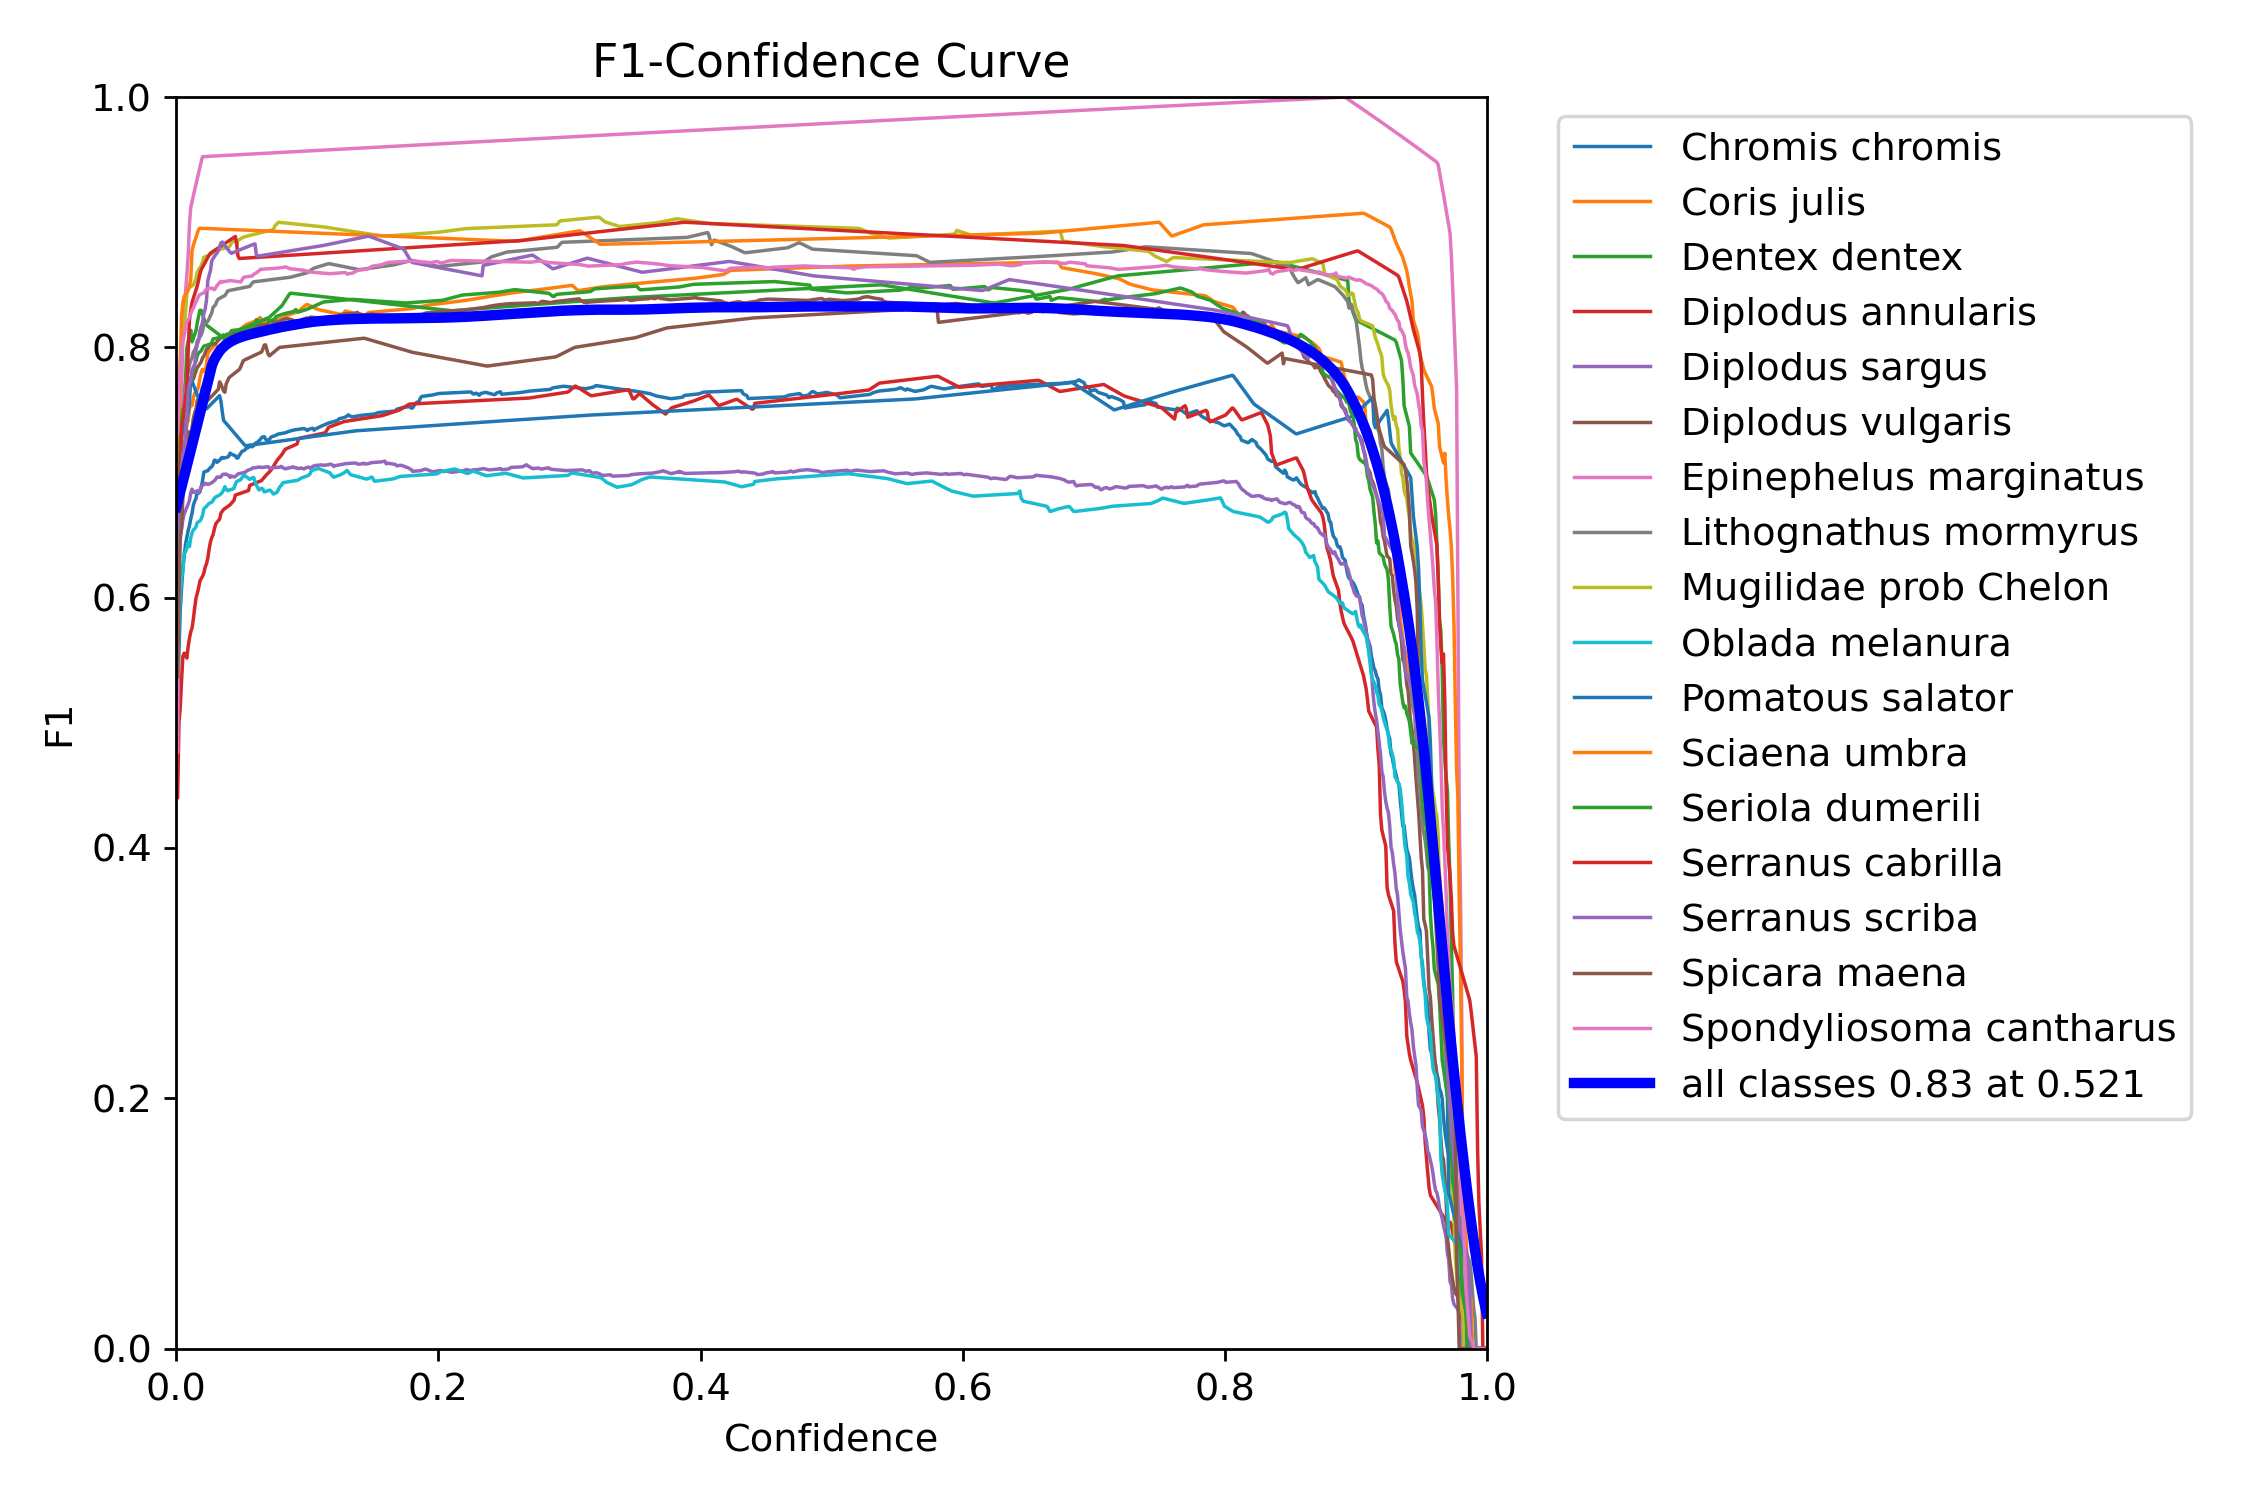 F1-Confidence Curve
1.0
0.8
0.6
0.4
0.2
0.0
F1
0.0 0.2 0.4 0.6 0.8 1.0
Confidence
Chromis chromis
Coris julis
Dentex dentex
Diplodus annularis
Diplodus sargus
Diplodus vulgaris
Epinephelus marginatus
Lithognathus mormyrus
Mugilidae prob Chelon
Oblada melanura
Pomatous salator
Sciaena umbra
Seriola dumerili
Serranus cabrilla
Serranus scriba
Spicara maena
Spondyliosoma cantharus
all classes 0.83 at 0.521